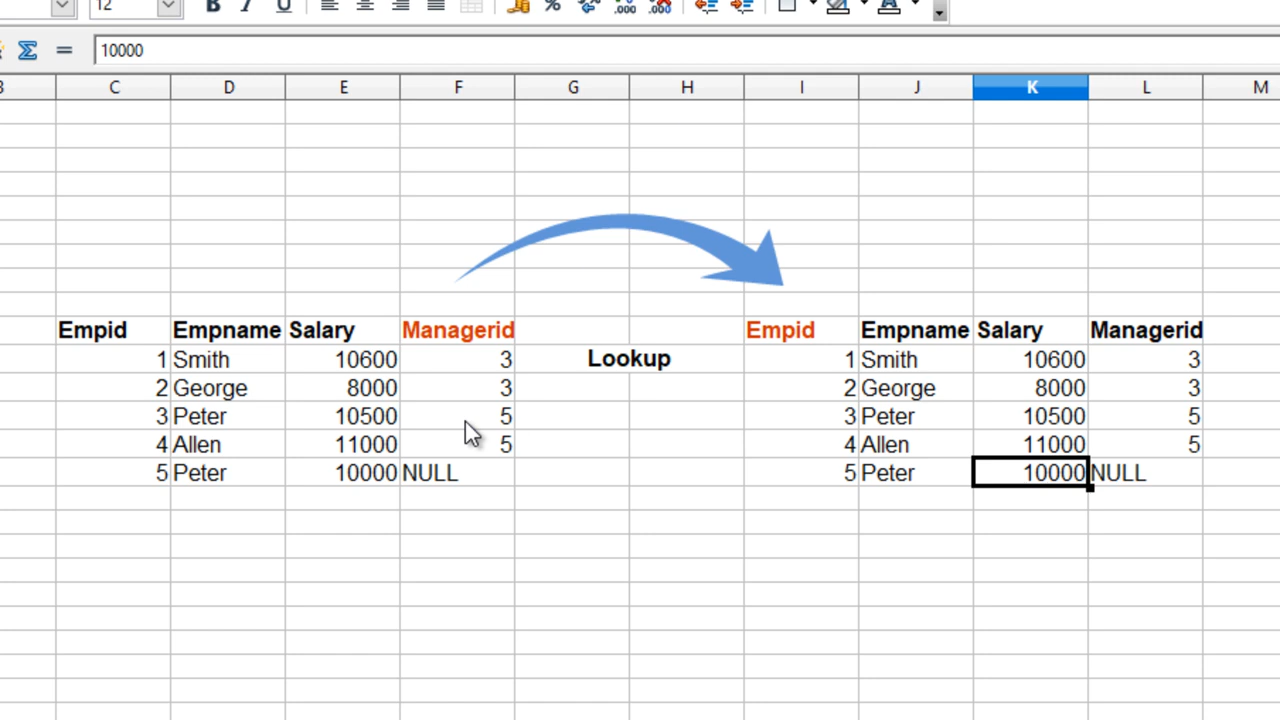 12 B I U % .000 .000
Σ = 10000
B C D E F G H I J K L M
Empid Empname Salary Managerid Empid Empname Salary Managerid
1 Smith 10600 3 Lookup 1 Smith 10600 3
2 George 8000 3 2 George 8000 3
3 Peter 10500 5 3 Peter 10500 5
4 Allen 11000 5 4 Allen 11000 5
5 Peter 10000 NULL 5 Peter 10000 NULL